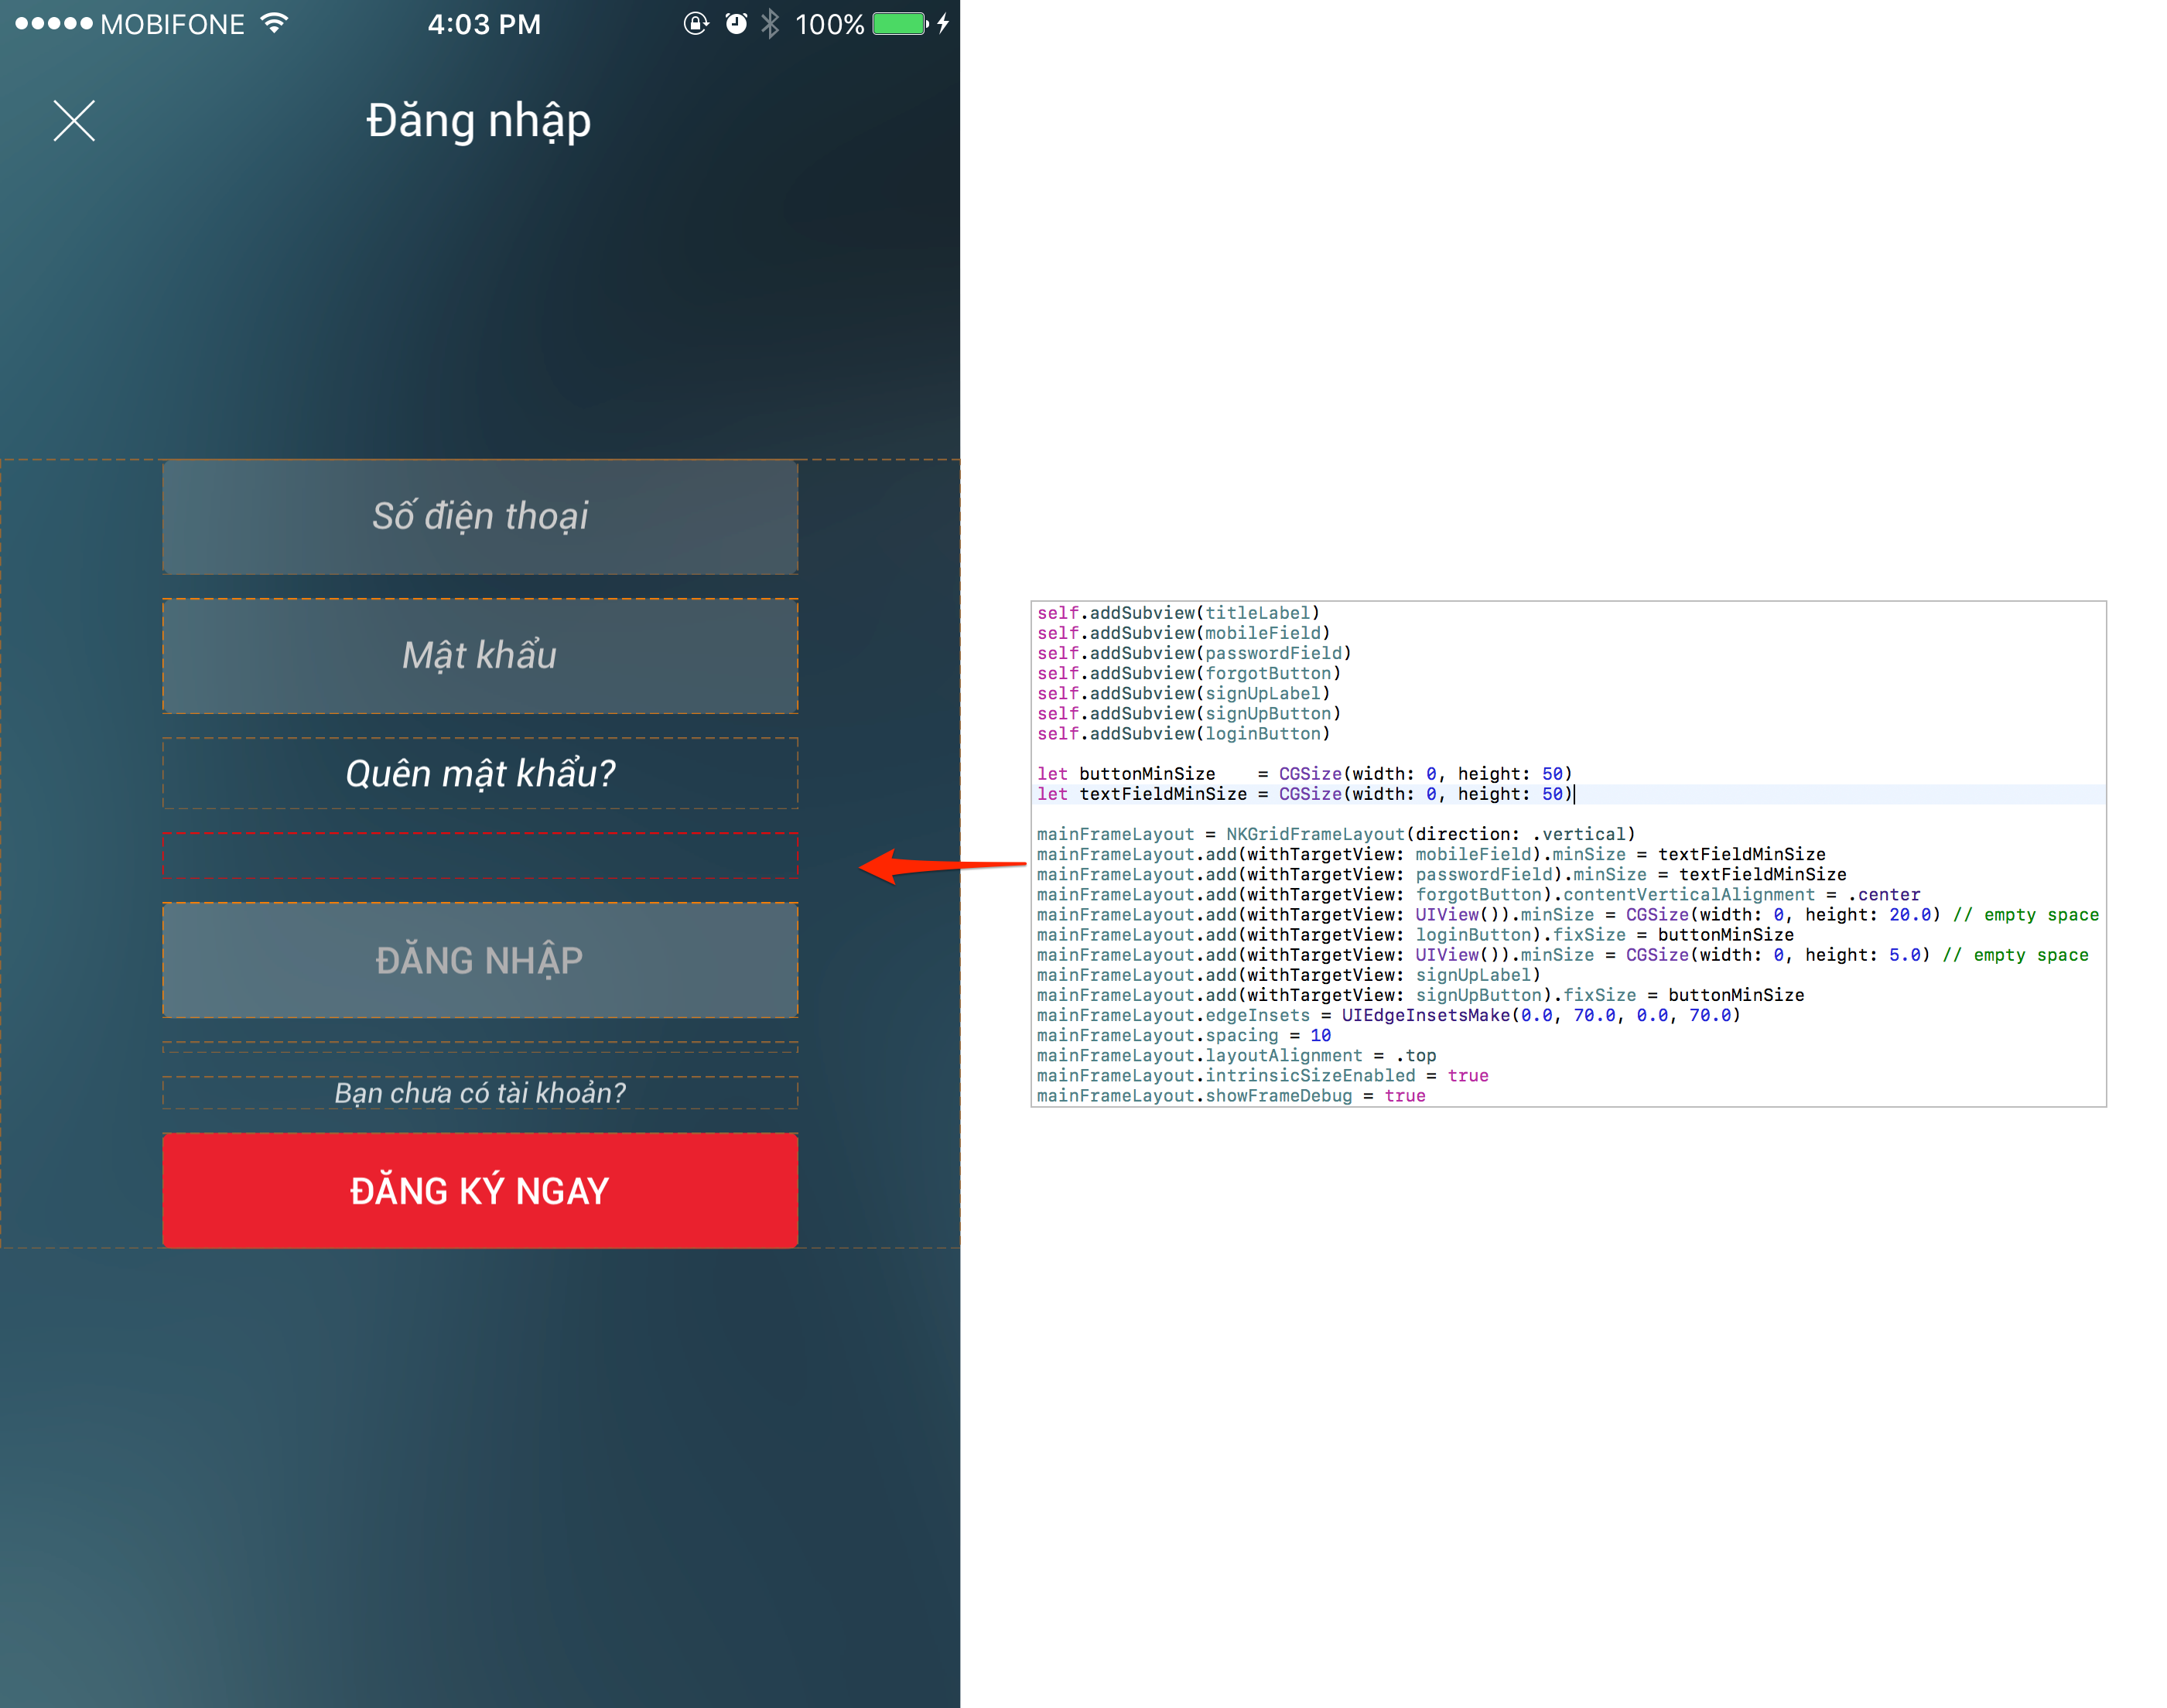 MOBIFONE 4:03 PM 100%
Đăng nhập
Số điện thoại
Mật khẩu
Quên mật khẩu?
ĐĂNG NHẬP
Bạn chưa có tài khoản?
ĐĂNG KÝ NGAY
self.addSubview(titleLabel)
self.addSubview(mobileField)
self.addSubview(passwordField)
self.addSubview(forgotButton)
self.addSubview(signUpLabel)
self.addSubview(signUpButton)
self.addSubview(loginButton)
let buttonMinSize    = CGSize(width: 0, height: 50)
let textFieldMinSize = CGSize(width: 0, height: 50)
mainFrameLayout = NKGridFrameLayout(direction: .vertical)
mainFrameLayout.add(withTargetView: mobileField).minSize = textFieldMinSize
mainFrameLayout.add(withTargetView: passwordField).minSize = textFieldMinSize
mainFrameLayout.add(withTargetView: forgotButton).contentVerticalAlignment = .center
mainFrameLayout.add(withTargetView: UIView()).minSize = CGSize(width: 0, height: 20.0) // empty space
mainFrameLayout.add(withTargetView: loginButton).fixSize = buttonMinSize
mainFrameLayout.add(withTargetView: UIView()).minSize = CGSize(width: 0, height: 5.0) // empty space
mainFrameLayout.add(withTargetView: signUpLabel)
mainFrameLayout.add(withTargetView: signUpButton).fixSize = buttonMinSize
mainFrameLayout.edgeInsets = UIEdgeInsetsMake(0.0, 70.0, 0.0, 70.0)
mainFrameLayout.spacing = 10
mainFrameLayout.layoutAlignment = .top
mainFrameLayout.intrinsicSizeEnabled = true
mainFrameLayout.showFrameDebug = true